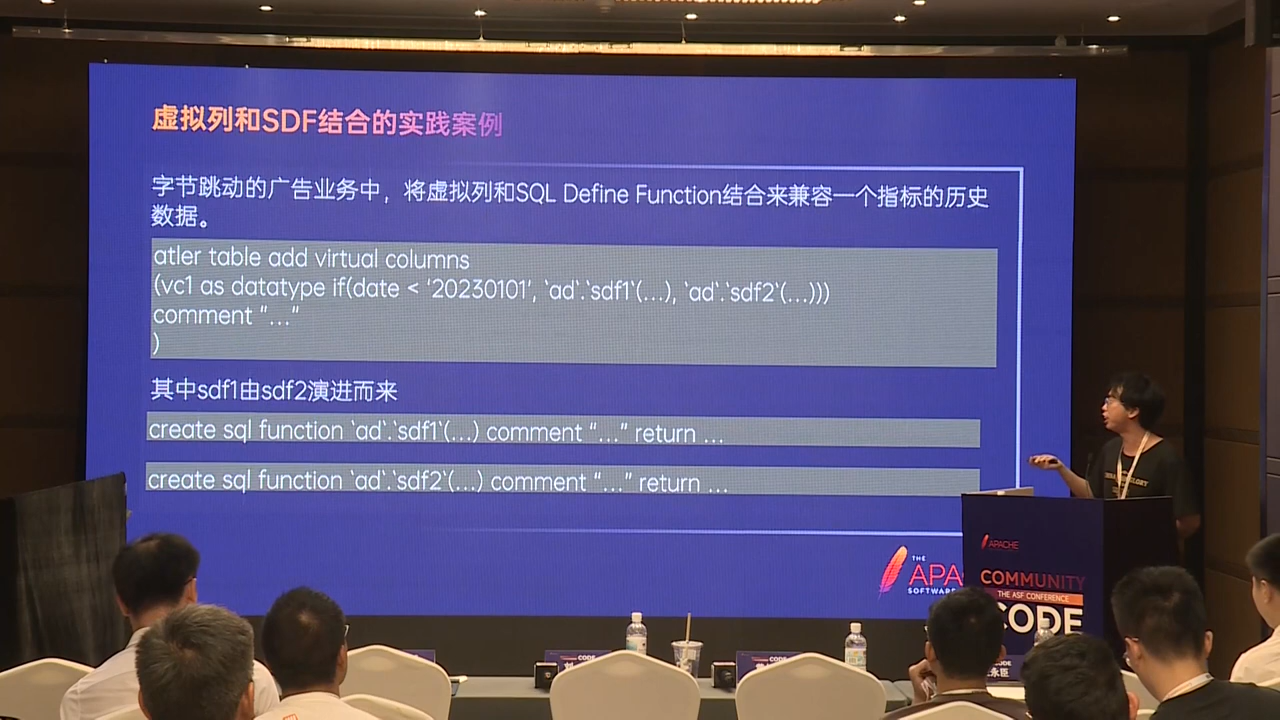 虚拟列和SDF结合的实践案例
字节跳动的广告业务中，将虚拟列和SQL Define Function结合来兼容一个指标的历史
数据。
atler table add virtual columns
(vc1 as datatype if(date < ‘20230101’, `ad`.`sdf1`(...), `ad`.`sdf2`(...)))
comment “...“
)
其中sdf1由sdf2演进而来
create sql function `ad`.`sdf1`(...) comment “...” return ...
create sql function `ad`.`sdf2`(...) comment “...” return ...
THE
APA
SOFTWARE
APACHE
COMMUNITY
THE ASF CONFERENCE
CODE
CODE
CODE